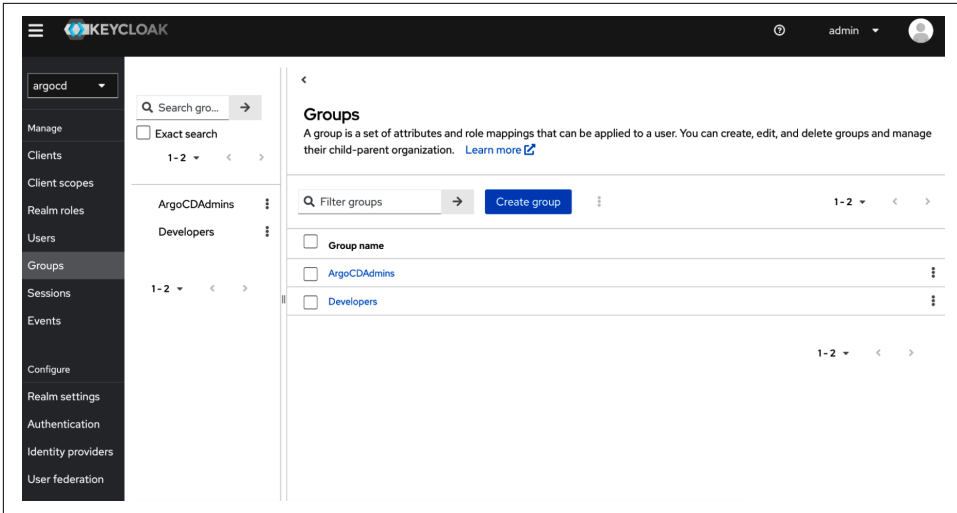 KEYCLOAK
admin
argocd
Manage
Clients
Client scopes
Realm roles
Users
Groups
Sessions
Events
Configure
Realm settings
Authentication
Identity providers
User federation
Search gro...
Exact search
1 - 2
ArgoCDAdmins
Developers
1 - 2
Groups
A group is a set of attributes and role mappings that can be applied to a user. You can create, edit, and delete groups and manage
their child-parent organization. Learn more
Filter groups
Create group
1 - 2
Group name
ArgoCDAdmins
Developers
1 - 2